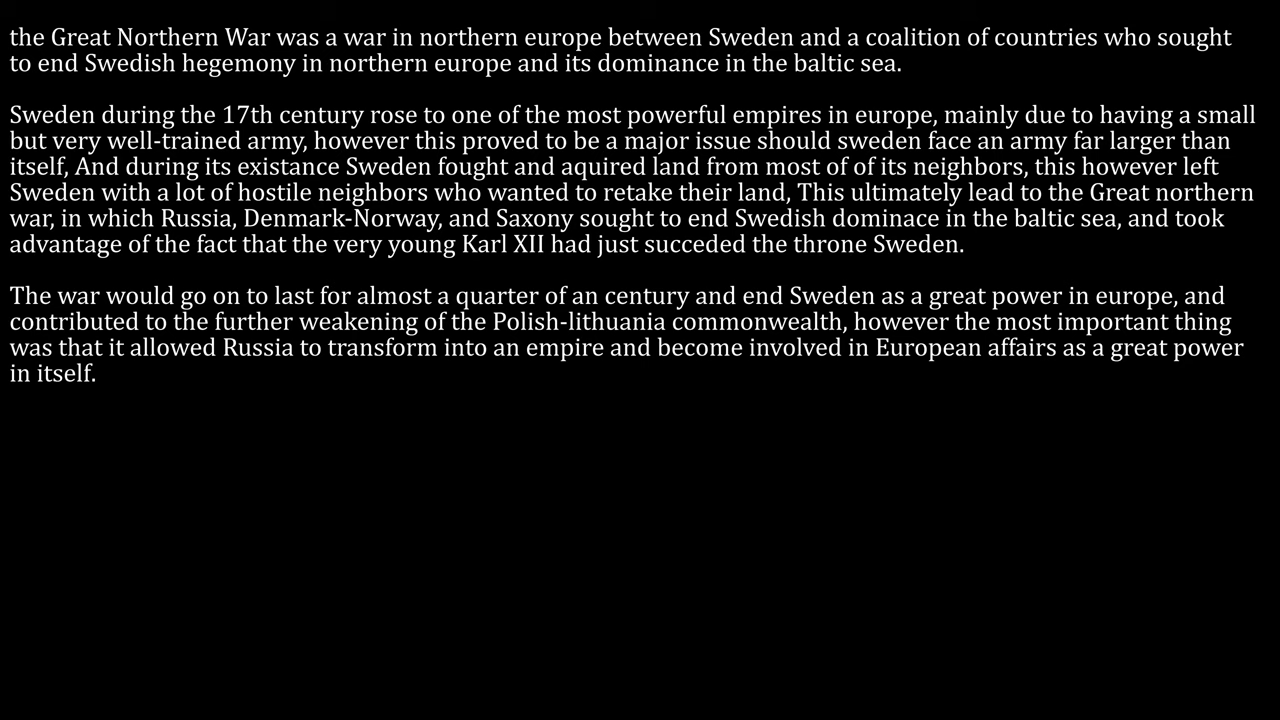 the Great Northern War was a war in northern europe between Sweden and a coalition of countries who sought
to end Swedish hegemony in northern europe and its dominance in the baltic sea.
Sweden during the 17th century rose to one of the most powerful empires in europe, mainly due to having a small
but very well-trained army, however this proved to be a major issue should sweden face an army far larger than
itself, And during its existance Sweden fought and aquired land from most of of its neighbors, this however left
Sweden with a lot of hostile neighbors who wanted to retake their land, This ultimately lead to the Great northern
war, in which Russia, Denmark-Norway, and Saxony sought to end Swedish dominace in the baltic sea, and took
advantage of the fact that the very young Karl XII had just succeded the throne Sweden.
The war would go on to last for almost a quarter of an century and end Sweden as a great power in europe, and
contributed to the further weakening of the Polish-lithuania commonwealth, however the most important thing
was that it allowed Russia to transform into an empire and become involved in European affairs as a great power
in itself.